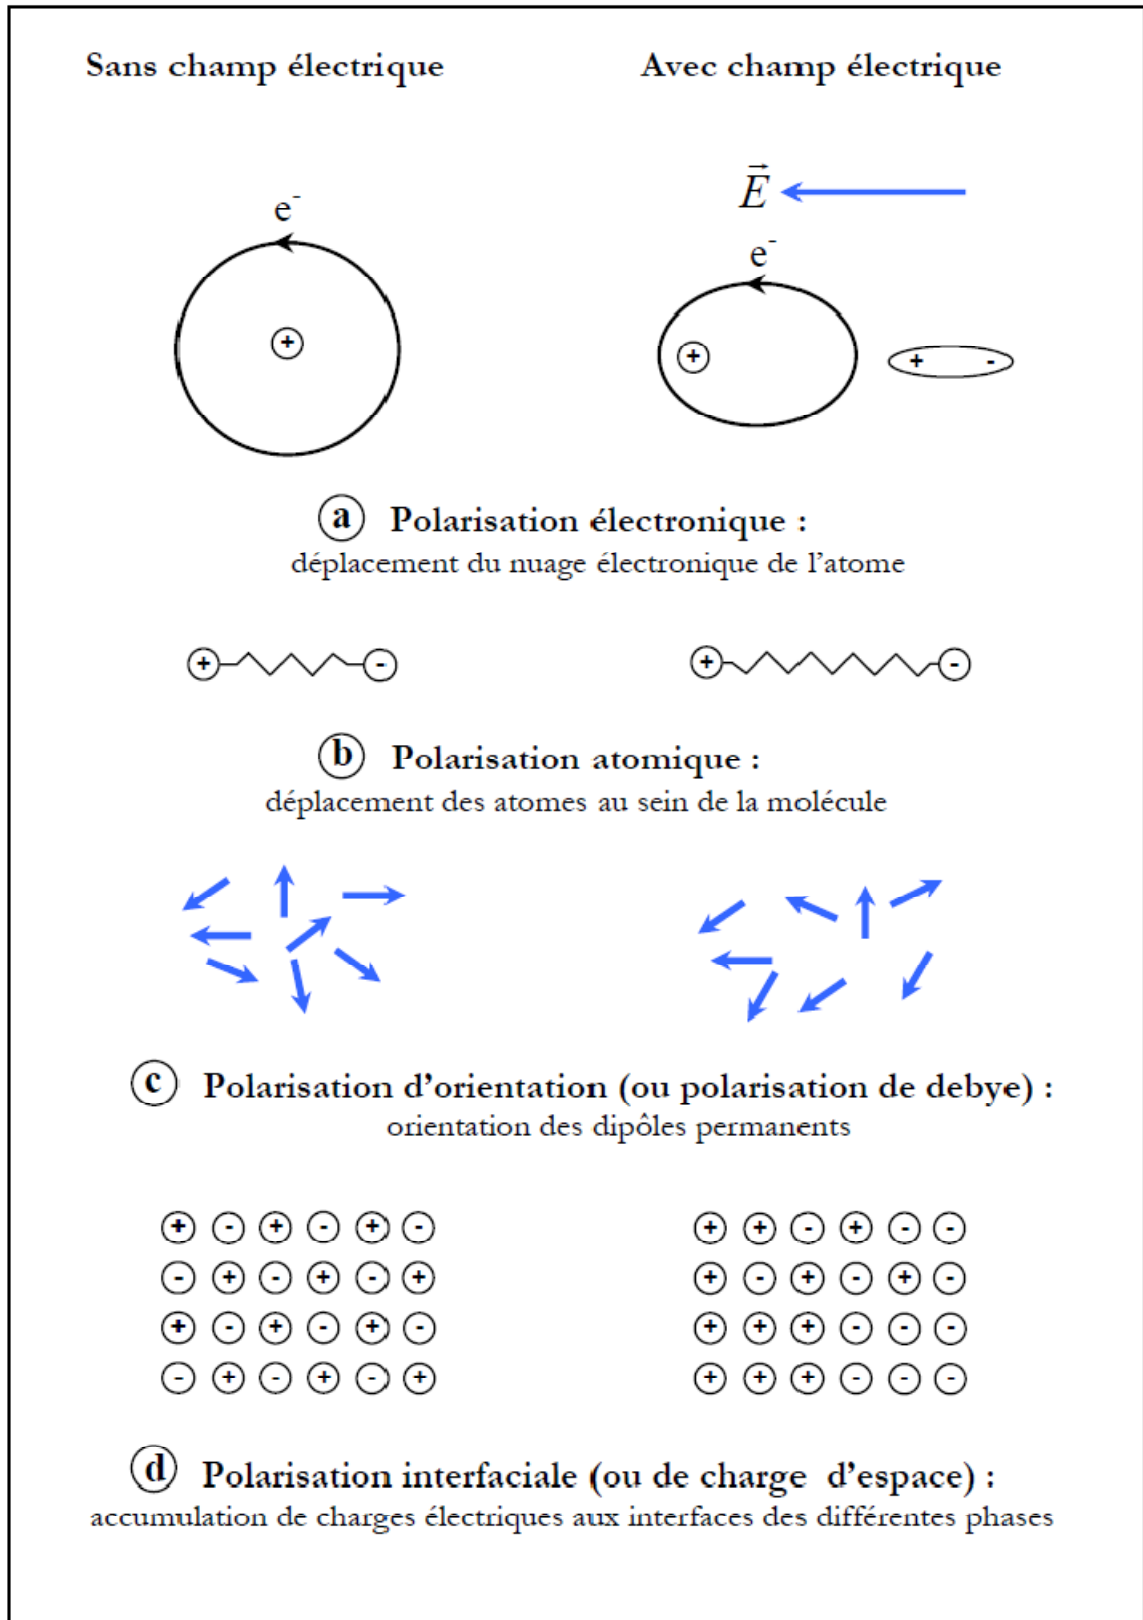 Sans champ électrique Avec champ électrique
E
e-
e-
+
+
+ -
a Polarisation électronique :
déplacement du nuage électronique de l'atome
+ - + -
b Polarisation atomique :
déplacement des atomes au sein de la molécule
c Polarisation d'orientation (ou polarisation de debye) :
orientation des dipôles permanents
+ - + - + - + + - + - -
- + - + - + + - + - + -
+ - + - + - + + + - - -
- + - + - + + + + - - -
d Polarisation interfaciale (ou de charge d'espace) :
accumulation de charges électriques aux interfaces des différentes phases